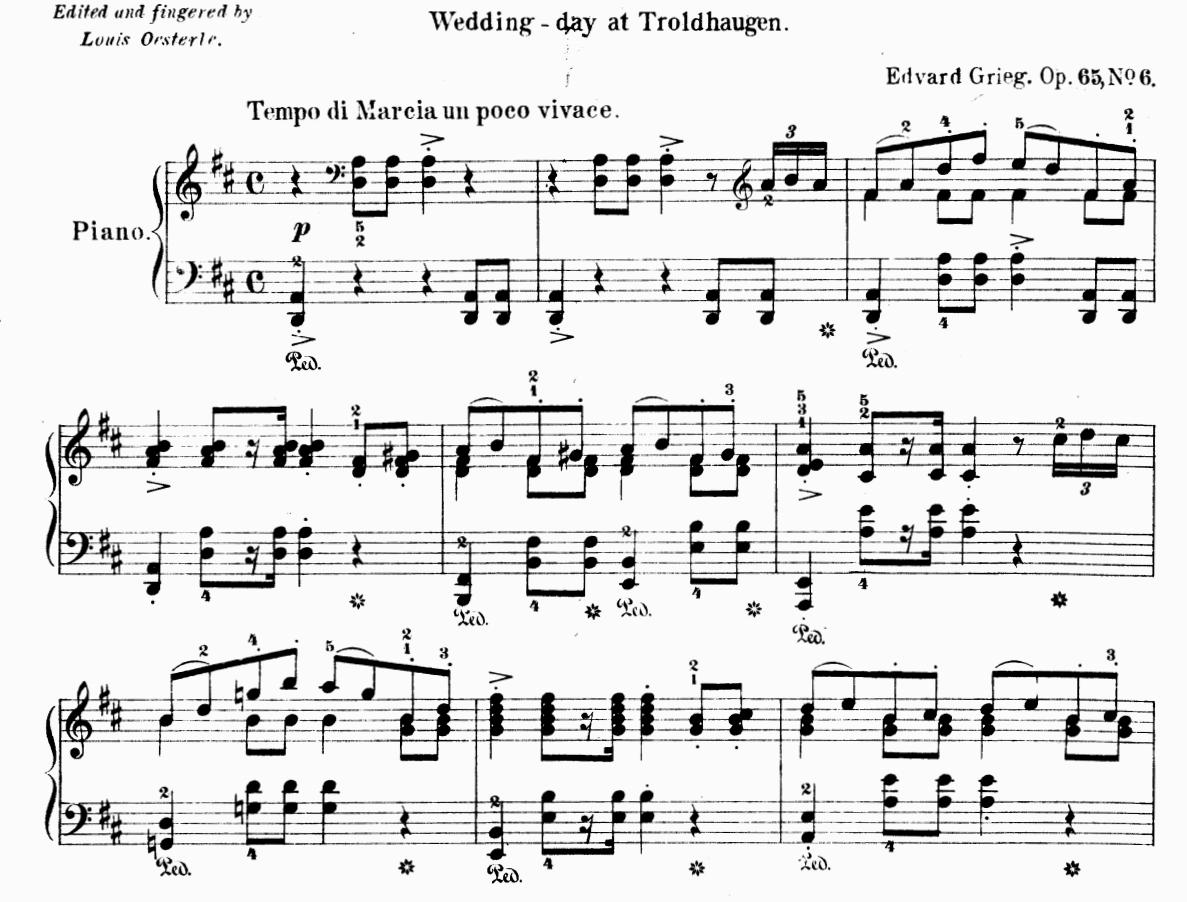 Edited and fingered by
Louis Oesterle.
Wedding-day at Troldhaugen.
Edvard Grieg. Op. 65, No 6.
Tempo di Marcia un poco vivace.
Piano.
p
Ped. Ped.
Ped. Ped. Ped.
Ped. Ped. Ped.